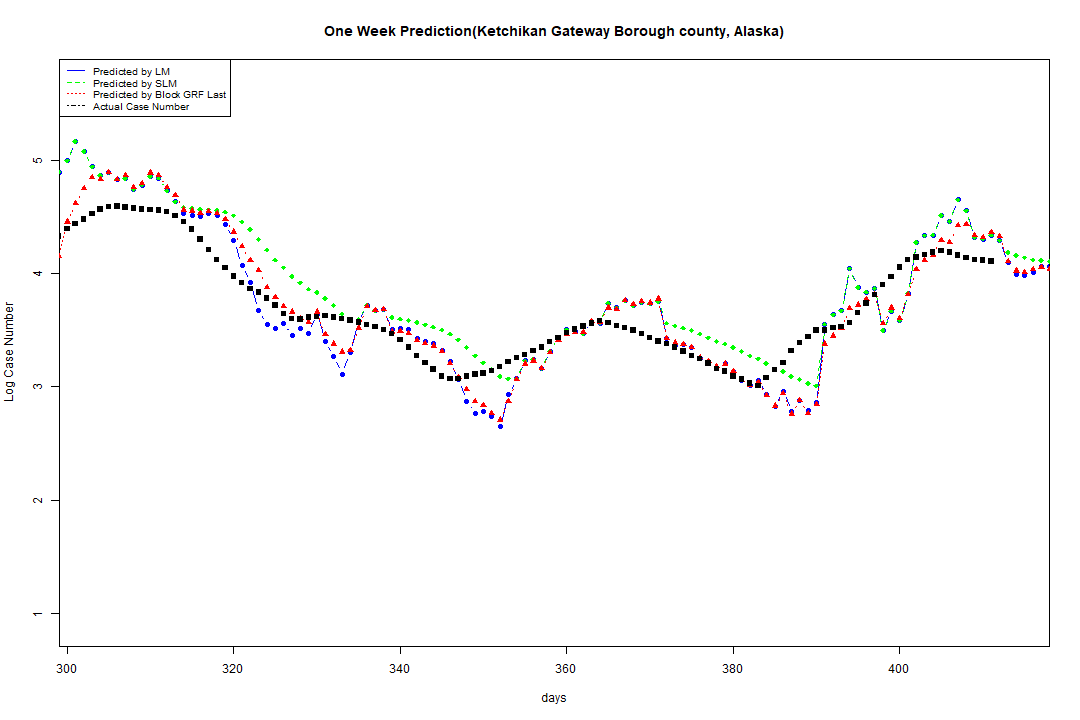 One Week Prediction(Ketchikan Gateway Borough county, Alaska)
Predicted by LM
Predicted by SLM
Predicted by Block GRF Last
Actual Case Number
5
4
3
2
1
Log Case Number
300 320 340 360 380 400
days